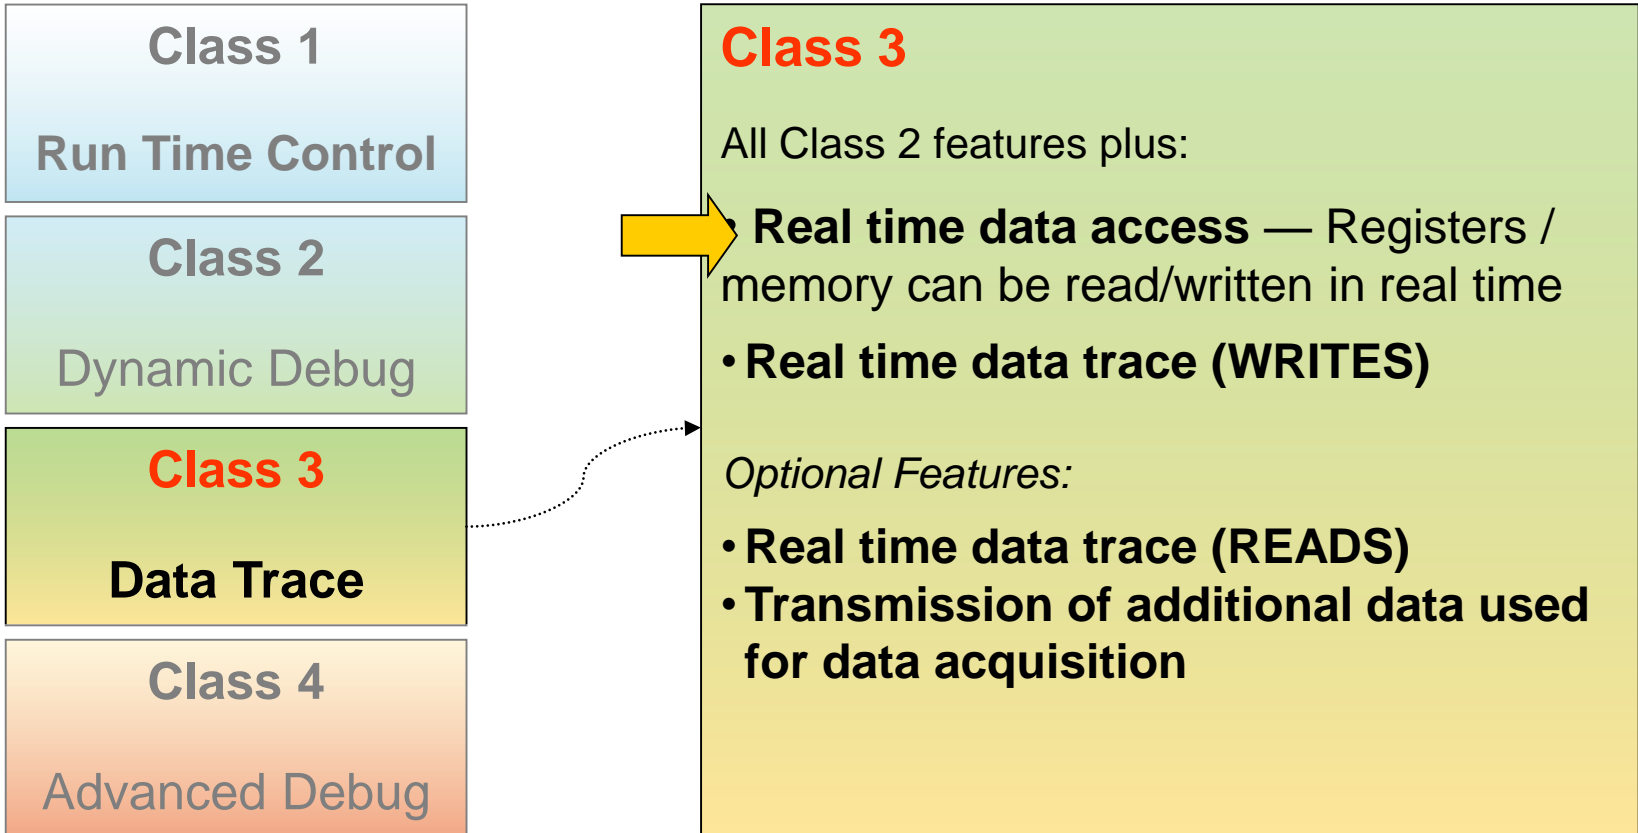 Class 1
Run Time Control
Class 2
Dynamic Debug
Class 3
Data Trace
Class 4
Advanced Debug
Class 3
All Class 2 features plus:
• Real time data access — Registers /
memory can be read/written in real time
• Real time data trace (WRITES)
Optional Features:
• Real time data trace (READS)
• Transmission of additional data used
for data acquisition